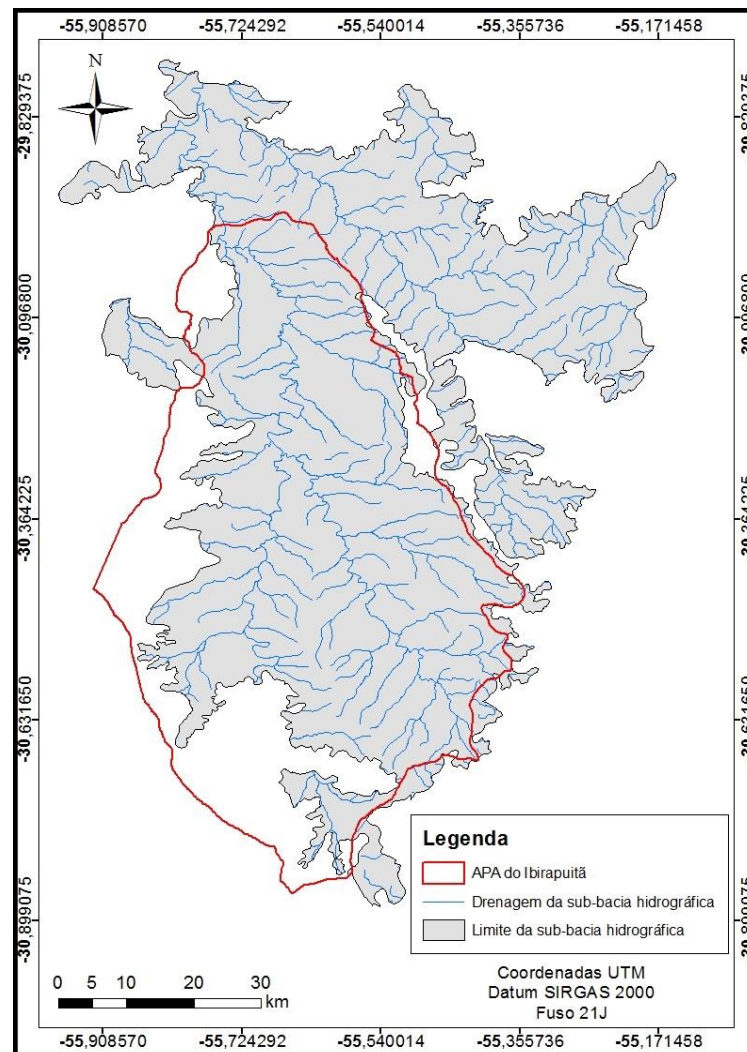 -55,908570 -55,724292 -55,540014 -55,355736 -55,171458
N
-29,829375
-30,096800
-30,364225
-30,631650
-30,899075
Legenda
APA do Ibirapuitã
Drenagem da sub-bacia hidrográfica
Limite da sub-bacia hidrográfica
0 5 10 20 30
km
Coordenadas UTM
Datum SIRGAS 2000
Fuso 21J
-55,908570 -55,724292 -55,540014 -55,355736 -55,171458